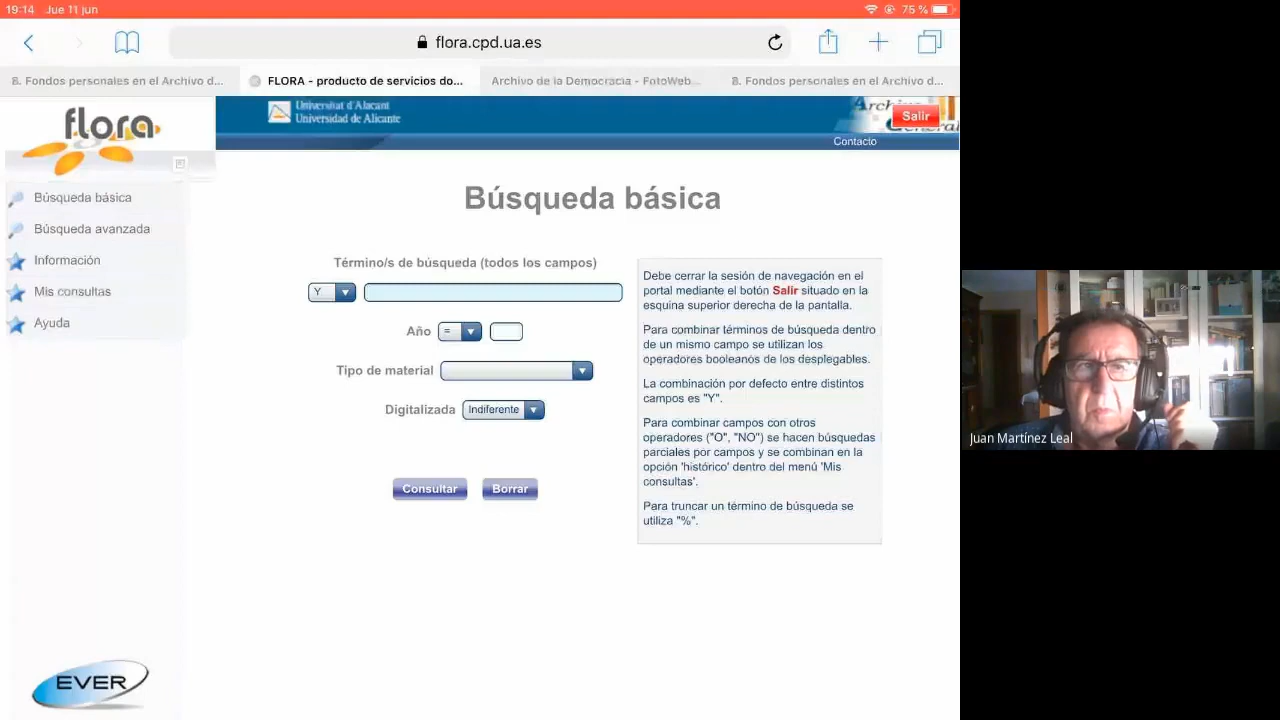 19:14 Jue 11 jun
75 %
flora.cpd.ua.es
8. Fondos personales en el Archivo d...
FLORA - producto de servicios do...
Archivo de la Democracia - FotoWeb...
8. Fondos personales en el Archivo d...
flora
Universitat d'Alacant
Universidad de Alicante
Salir
Contacto
Búsqueda básica
Búsqueda avanzada
Información
Mis consultas
Ayuda
Búsqueda básica
Término/s de búsqueda (todos los campos)
Y
Año =
Tipo de material
Digitalizada Indiferente
Consultar Borrar
Debe cerrar la sesión de navegación en el
portal mediante el botón Salir situado en la
esquina superior derecha de la pantalla.
Para combinar términos de búsqueda dentro
de un mismo campo se utilizan los
operadores booleanos de los desplegables.
La combinación por defecto entre distintos
campos es "Y".
Para combinar campos con otros
operadores ("O", "NO") se hacen búsquedas
parciales por campos y se combinan en la
opción 'histórico' dentro del menú 'Mis
consultas'.
Para truncar un término de búsqueda se
utiliza "%".
EVER
Juan Martínez Leal